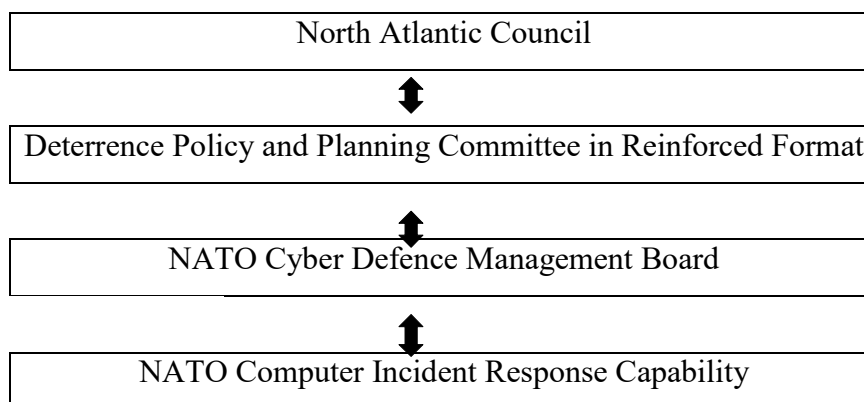 North Atlantic Council
Deterrence Policy and Planning Committee in Reinforced Format
NATO Cyber Defence Management Board
NATO Computer Incident Response Capability